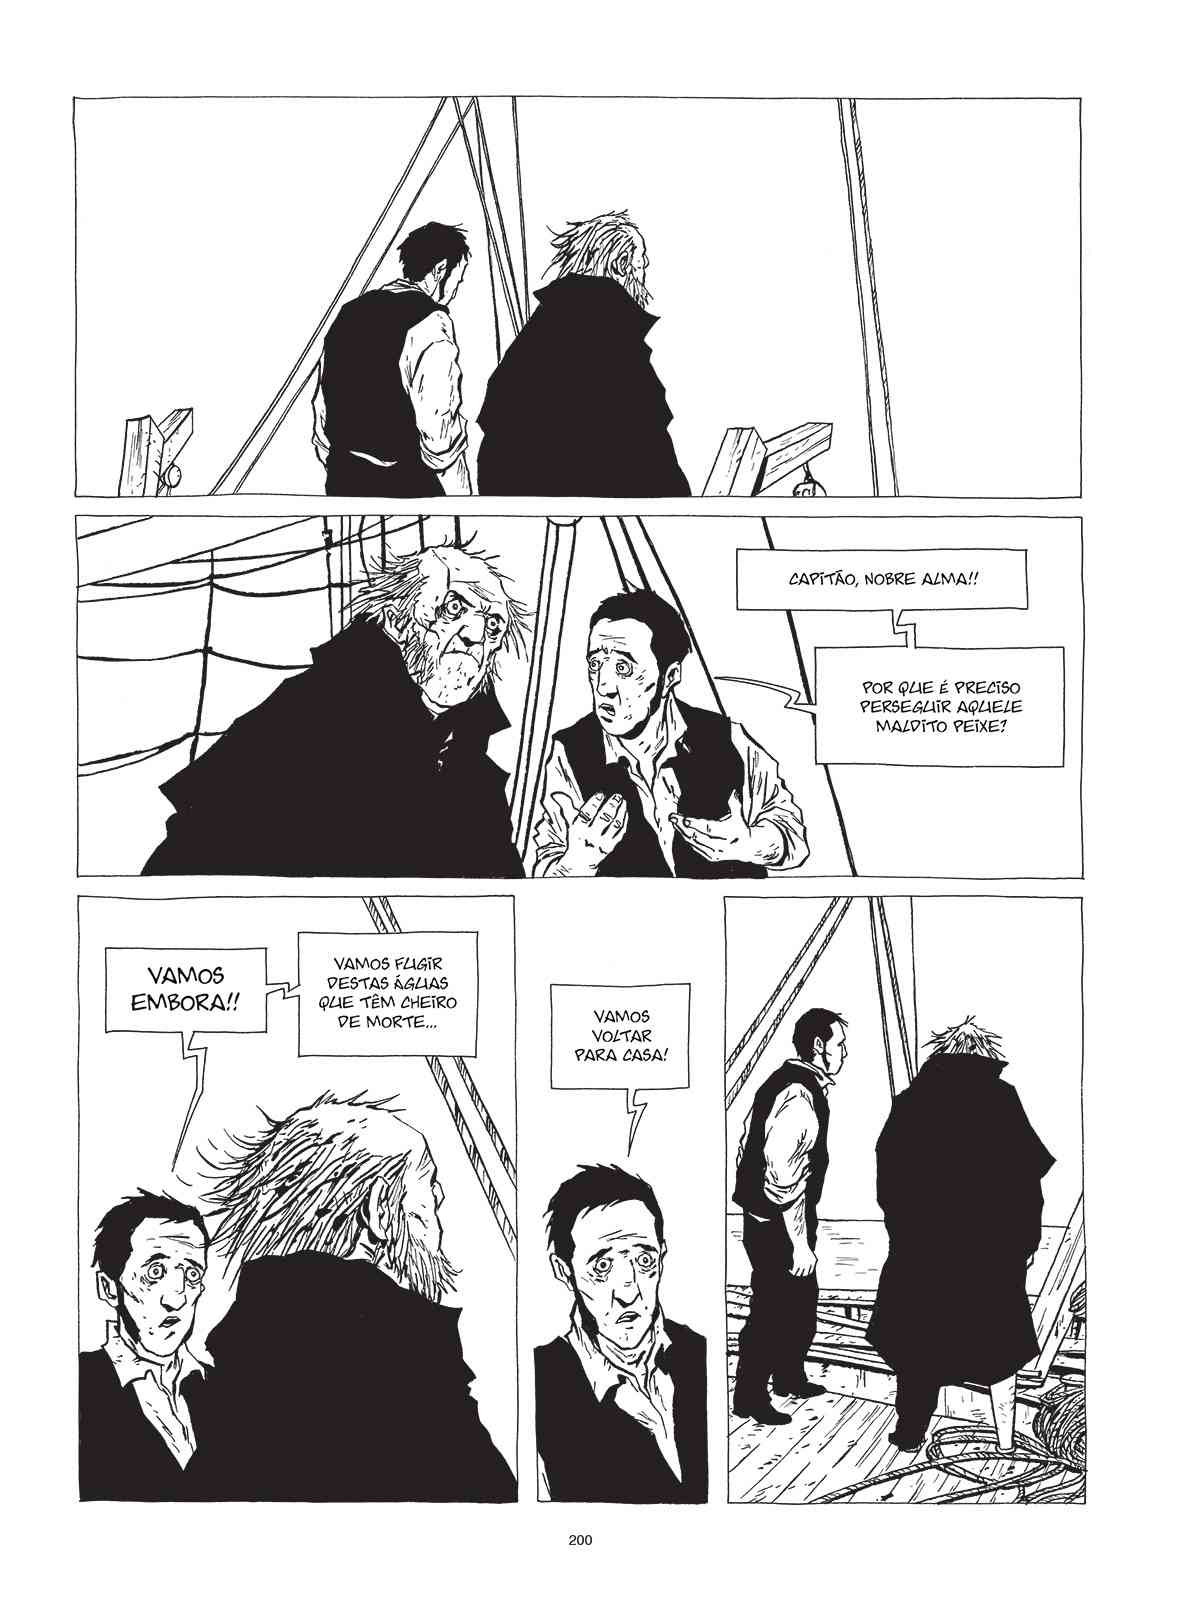 CAPITÃO, NOBRE ALMA!!
POR QUE É PRECISO
PERSEGUIR AQUELE
MALDITO PEIXE?
VAMOS
EMBORA!!
VAMOS FUGIR
DESTAS ÁGUAS
QUE TÊM CHEIRO
DE MORTE...
VAMOS
VOLTAR
PARA CASA!
200